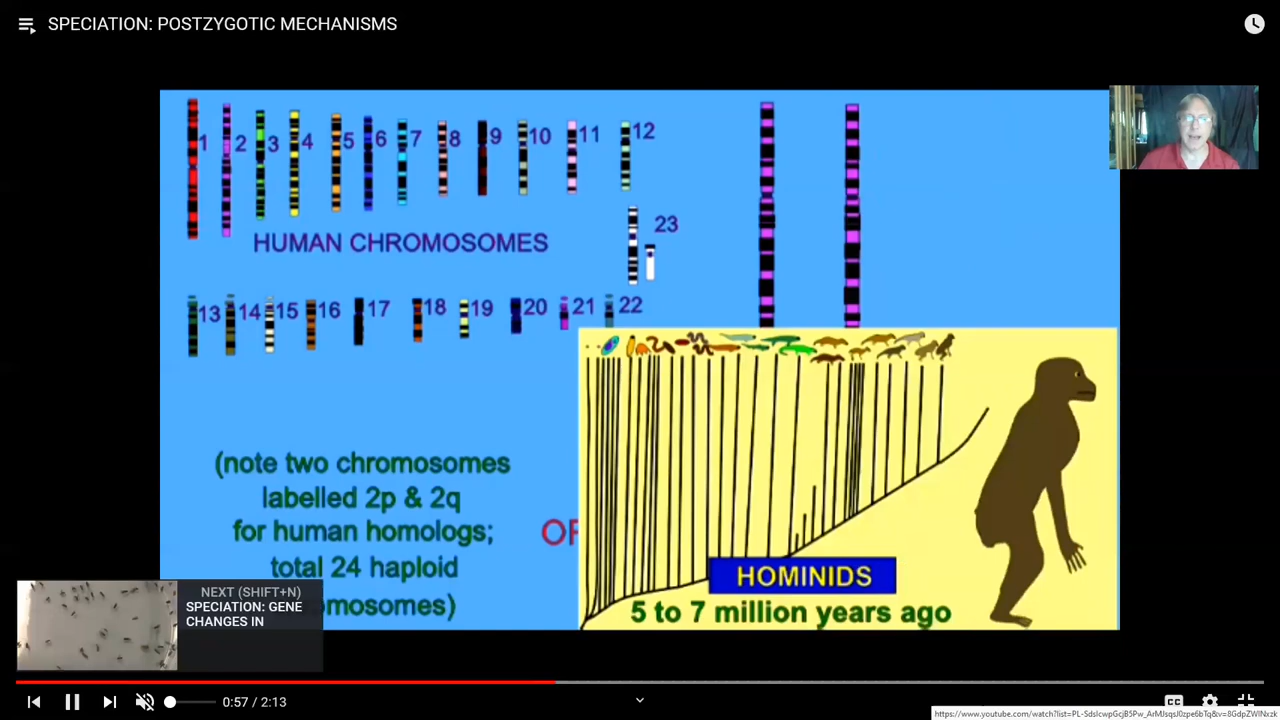 SPECIATION: POSTZYGOTIC MECHANISMS
1 2 3 4 5 6 7 8 9 10 11 12
HUMAN CHROMOSOMES
23
13 14 15 16 17 18 19 20 21 22
(note two chromosomes
labelled 2p & 2q
for human homologs;
total 24 haploid
omosomes)
HOMINIDS
5 to 7 million years ago
NEXT (SHIFT+N)
SPECIATION: GENE
CHANGES IN
0:57 / 2:13
CC